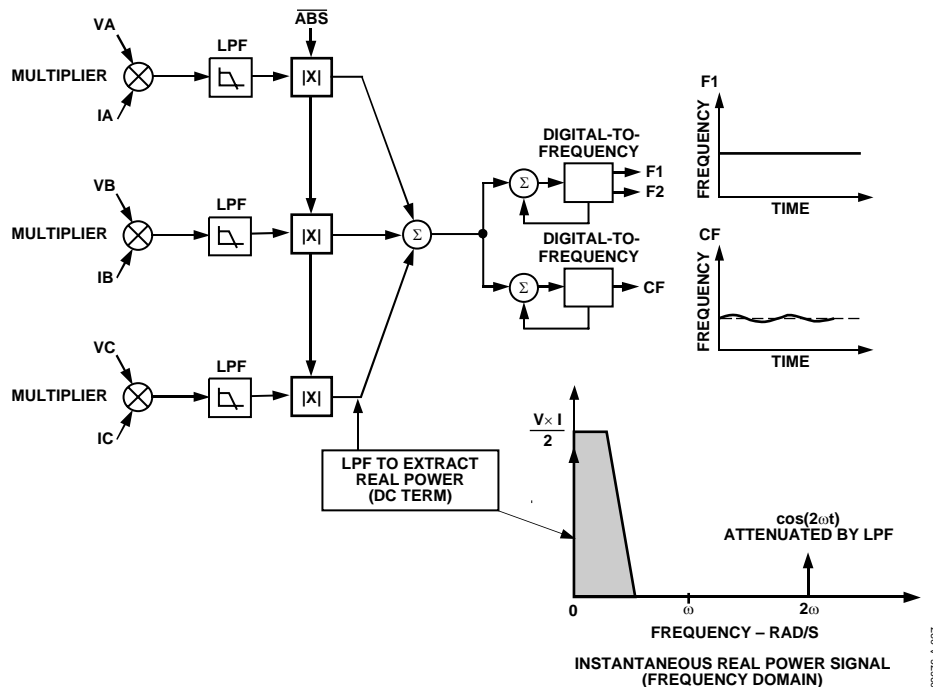 VA
ABS
LPF
MULTIPLIER
|X|
IA
VB
LPF
MULTIPLIER
|X|
IB
VC
LPF
MULTIPLIER
|X|
IC
Σ
DIGITAL-TO-
FREQUENCY
Σ
F1
F2
DIGITAL-TO-
FREQUENCY
Σ
CF
F1
FREQUENCY
TIME
CF
FREQUENCY
TIME
LPF TO EXTRACT
REAL POWER
(DC TERM)
V× I
2
cos(2ωt)
ATTENUATED BY LPF
0
ω
2ω
FREQUENCY – RAD/S
INSTANTANEOUS REAL POWER SIGNAL
(FREQUENCY DOMAIN)